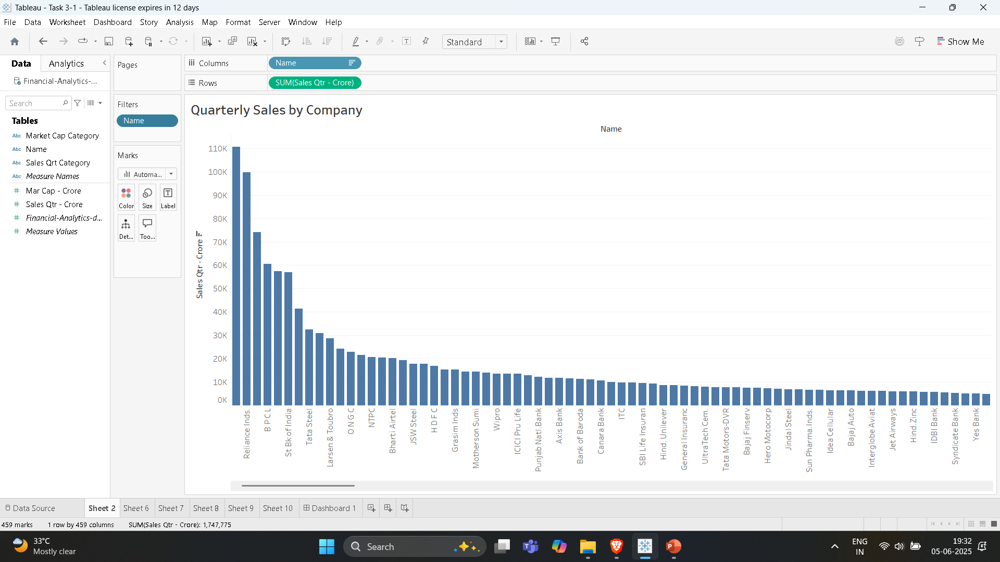 Tableau - Task 3-1 - Tableau license expires in 12 days
File Data Worksheet Dashboard Story Analysis Map Format Server Window Help
Standard
Show Me
Data Analytics
Financial-Analytics-...
Search
Tables
Abc Market Cap Category
Abc Name
Abc Sales Qrt Category
Abc Measure Names
# Mar Cap - Crore
# Sales Qtr - Crore
# Financial-Analytics-d...
# Measure Values
Pages
Filters
Name
Marks
Automa...
Color Size Label
Det... Too...
Columns Name
Rows SUM(Sales Qtr - Crore)
Quarterly Sales by Company
Name
Sales Qtr - Crore
110K
100K
90K
80K
70K
60K
50K
40K
30K
20K
10K
0K
Reliance Inds.
B P C L
St Bk of India
Tata Steel
Larsen & Toubro
O N G C
NTPC
Bharti Airtel
JSW Steel
H D F C
Grasim Inds
Motherson Sumi
Wipro
ICICI Pru Life
Punjab Natl.Bank
Axis Bank
Bank of Baroda
Canara Bank
ITC
SBI Life Insuran
Hind. Unilever
General Insuranc
UltraTech Cem.
Tata Motors-DVR
Bajaj Finserv
Hero Motocorp
Jindal Steel
Sun Pharma.Inds.
Idea Cellular
Bajaj Auto
Interglobe Aviat
Jet Airways
Hind.Zinc
IDBI Bank
Syndicate Bank
Yes Bank
Data Source Sheet 2 Sheet 6 Sheet 7 Sheet 8 Sheet 9 Sheet 10 Dashboard 1
459 marks 1 row by 459 columns SUM(Sales Qtr - Crore): 1,747,775
33°C
Mostly clear
Search
ENG
IN
19:32
05-06-2025